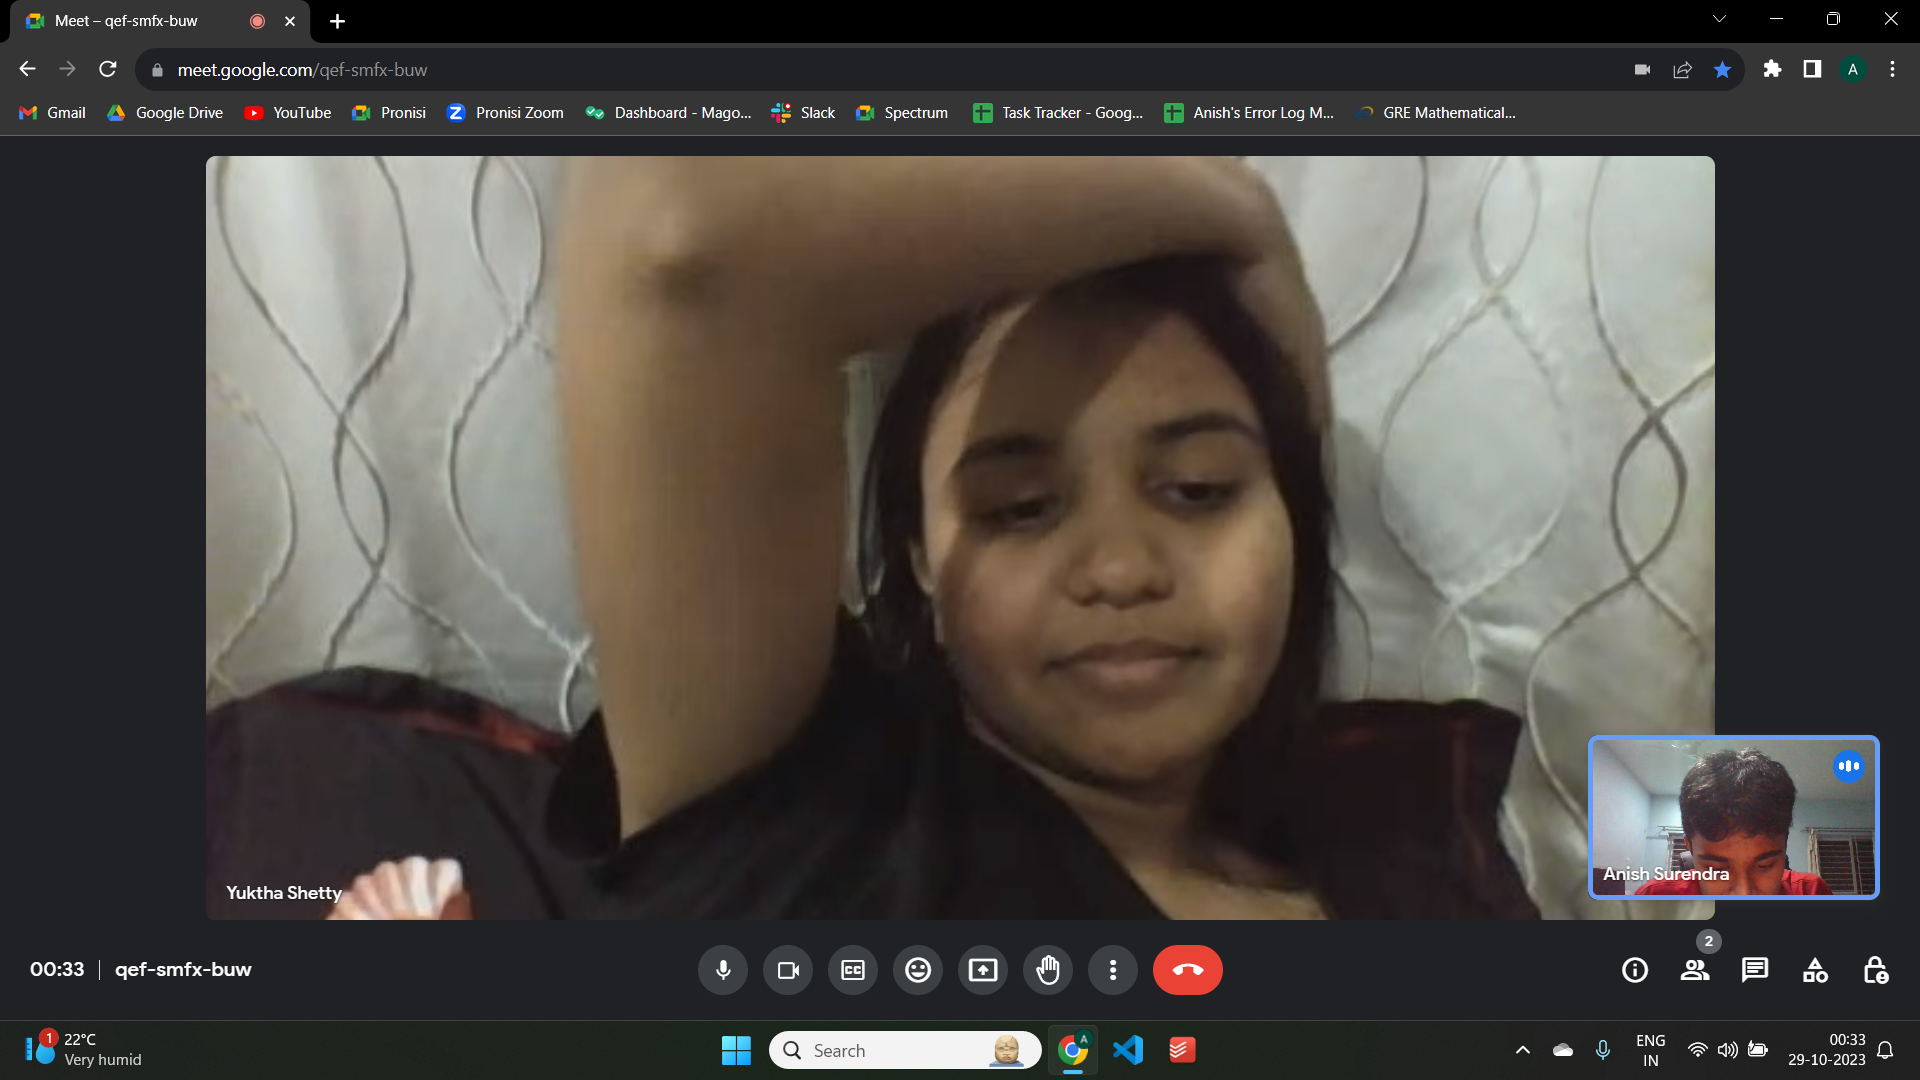 Meet – qef-smfx-buw
meet.google.com/qef-smfx-buw
A
Gmail
Google Drive
YouTube
Pronisi
Pronisi Zoom
Dashboard - Mago...
Slack
Spectrum
Task Tracker - Goog...
Anish's Error Log M...
GRE Mathematical...
Yuktha Shetty
Anish Surendra
00:33 | qef-smfx-buw
CC
2
1
22°C
Very humid
Search
A
ENG
IN
00:33
29-10-2023